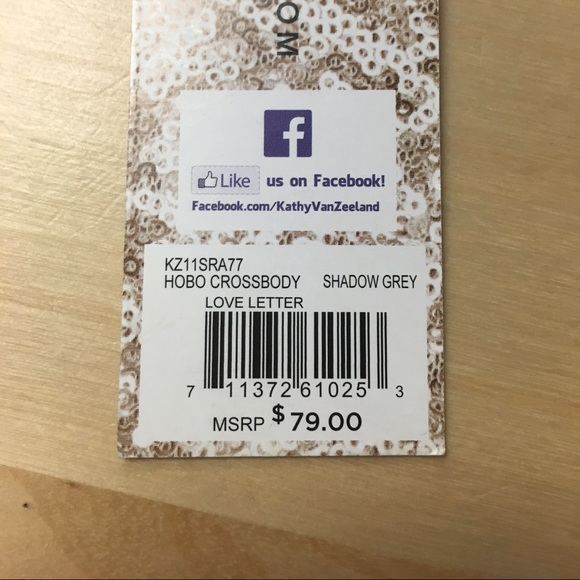 OM
f
Like us on Facebook!
Facebook.com/KathyVanZeeland
KZ11SRA77
HOBO CROSSBODY SHADOW GREY
LOVE LETTER
7 11372 61025 3
MSRP $79.00